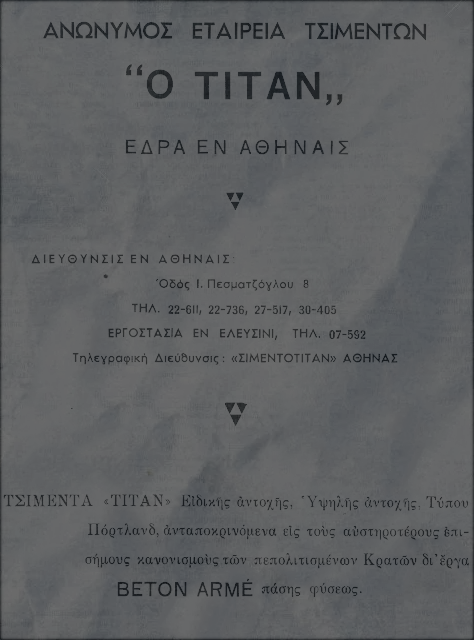 ΑΝΩΝΥΜΟΣ ΕΤΑΙΡΕΙΑ ΤΣΙΜΕΝΤΩΝ
“Ο ΤΙΤΑΝ„
ΕΔΡΑ ΕΝ ΑΘΗΝΑΙΣ
ΔΙΕΥΘΥΝΣΙΣ ΕΝ ΑΘΗΝΑΙΣ:
Ὁδός Ι. Πεσματζόγλου 8
ΤΗΛ. 22-611, 22-736, 27-517, 30-405
ΕΡΓΟΣΤΑΣΙΑ ΕΝ ΕΛΕΥΣΙΝΙ, ΤΗΛ. 07-592
Τηλεγραφική Διεύθυνσις: «ΣΙΜΕΝΤΟΤΙΤΑΝ» ΑΘΗΝΑΣ
ΤΣΙΜΕΝΤΑ «ΤΙΤΑΝ» Εἰδικῆς ἀντοχῆς, Ὑψηλῆς ἀντοχῆς, Τύπου
Πόρτλανδ, ἀνταποκρινόμενα εἰς τοὺς αὐστηροτέρους ἐπι-
σήμους κανονισμοὺς τῶν πεπολιτισμένων Κρατῶν δι' ἔργα
BETON ARMÉ πάσης φύσεως.